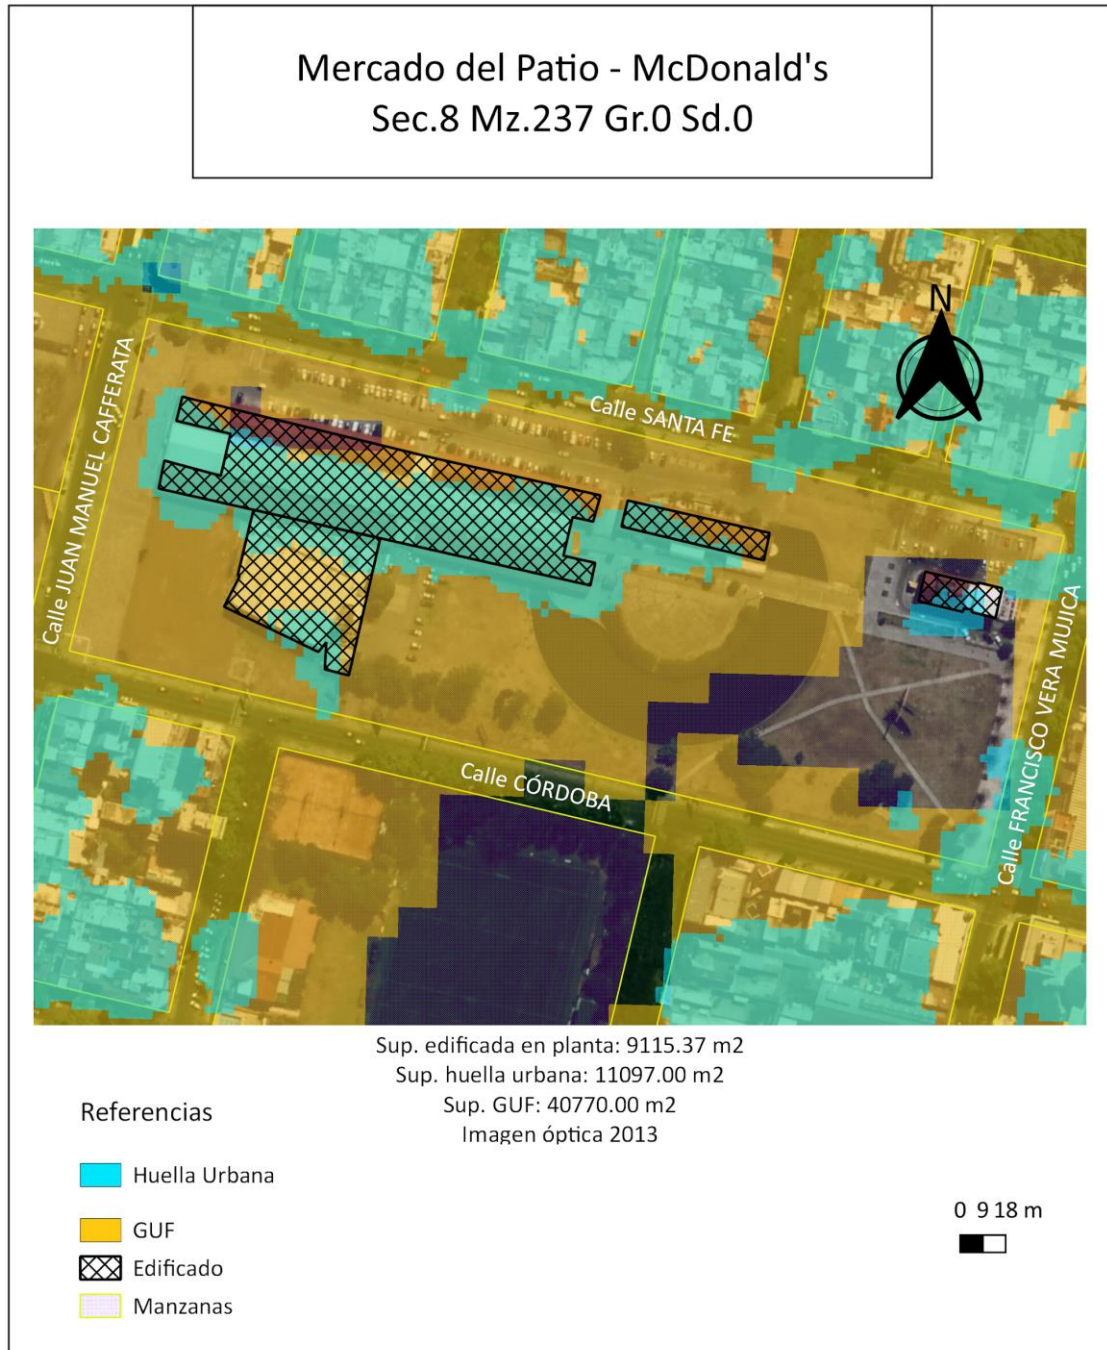 Mercado del Patio - McDonald's
Sec.8 Mz.237 Gr.0 Sd.0
N
Calle JUAN MANUEL CAFFERATA
Calle SANTA FE
Calle FRANCISCO VERA MUJICA
Calle CÓRDOBA
Sup. edificada en planta: 9115.37 m2
Sup. huella urbana: 11097.00 m2
Sup. GUF: 40770.00 m2
Imagen óptica 2013
Referencias
Huella Urbana
GUF
Edificado
Manzanas
0 9 18 m